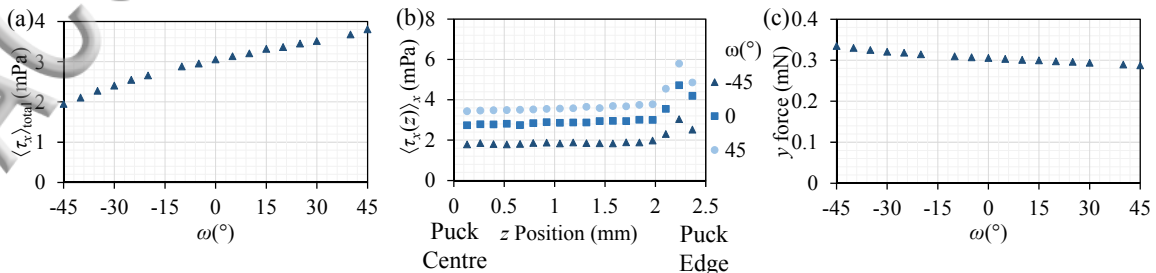 (a)
⟨τx⟩total (mPa)
4
3
2
1
0
-45 -30 -15 0 15 30 45
ω(°)
(b)
⟨τx(z)⟩x (mPa)
8
6
4
2
0
0 0.5 1 1.5 2 2.5
Puck Centre
z Position (mm)
Puck Edge
ω(°)
-45
0
45
(c)
y force (mN)
0.4
0.3
0.2
0.1
0
-45 -30 -15 0 15 30 45
ω(°)